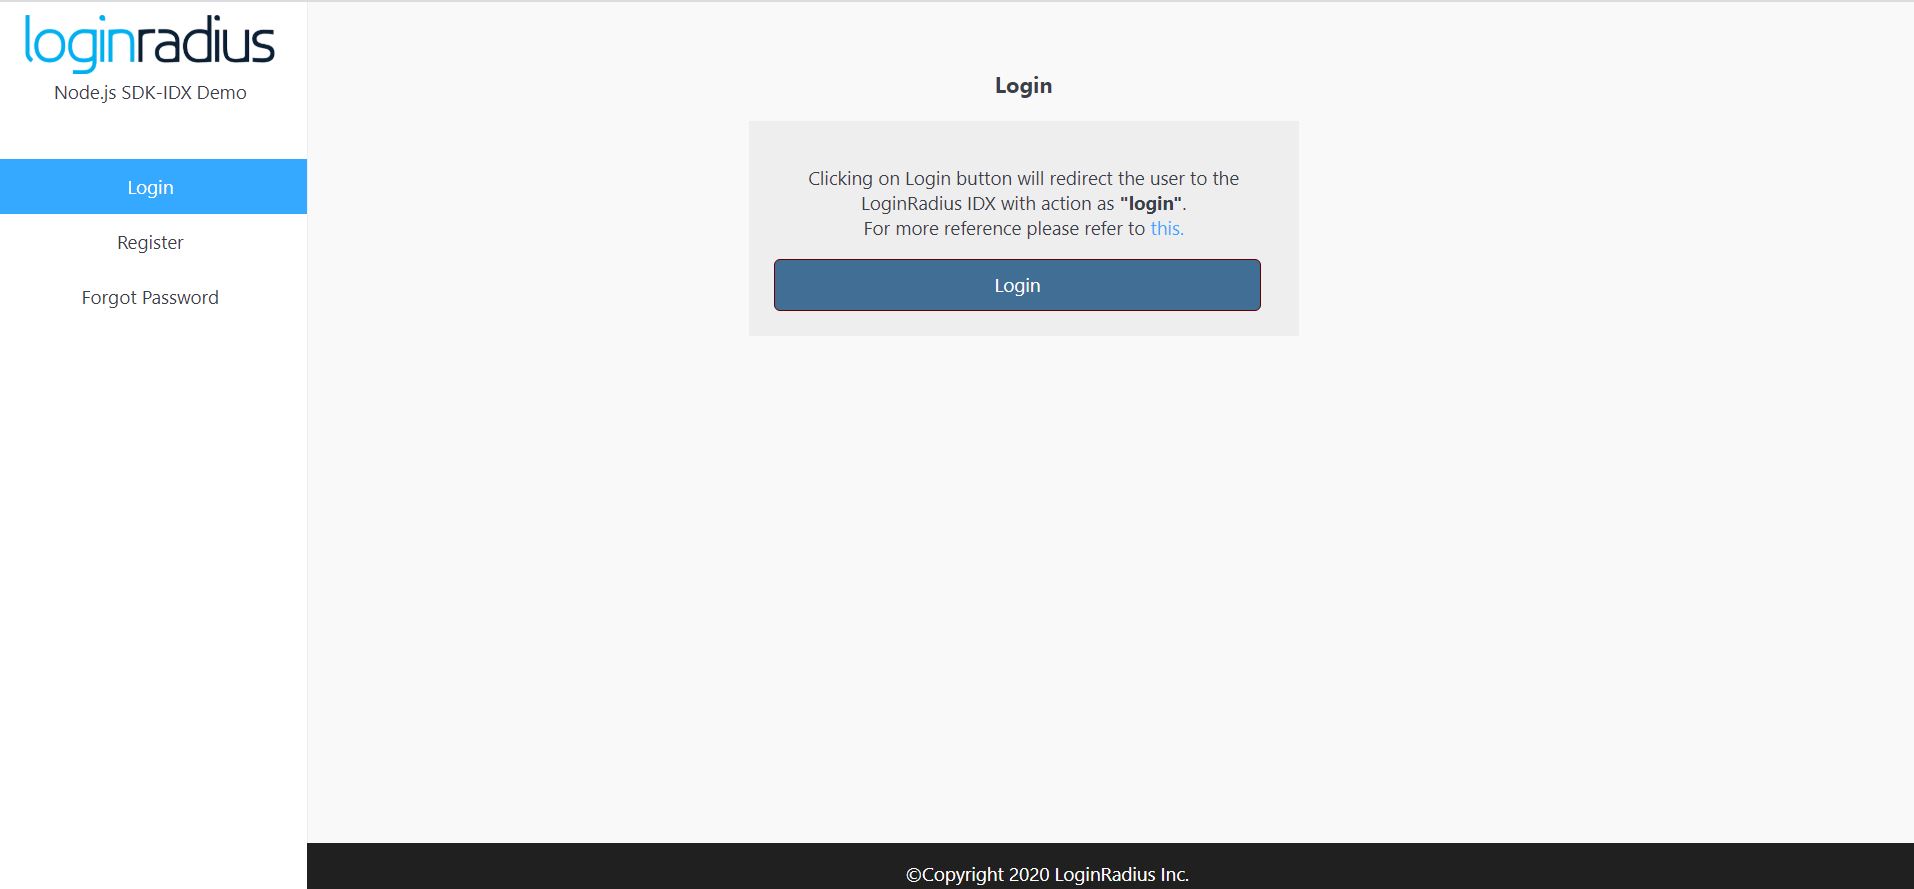 loginradius
Node.js SDK-IDX Demo
Login
Register
Forgot Password
Login
Clicking on Login button will redirect the user to the
LoginRadius IDX with action as "login".
For more reference please refer to this.
Login
©Copyright 2020 LoginRadius Inc.